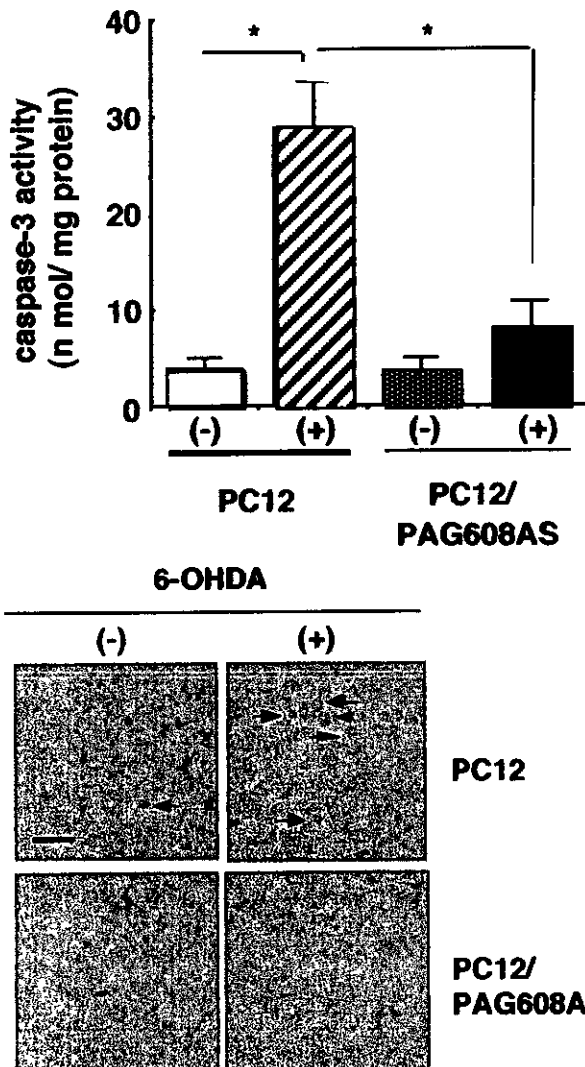 40
30
20
10
0
caspase-3 activity
(n mol/ mg protein)
* *
(-) (+) (-) (+)
PC12 PC12/
PAG608AS
6-OHDA
(-) (+)
PC12
PC12/
PAG608A